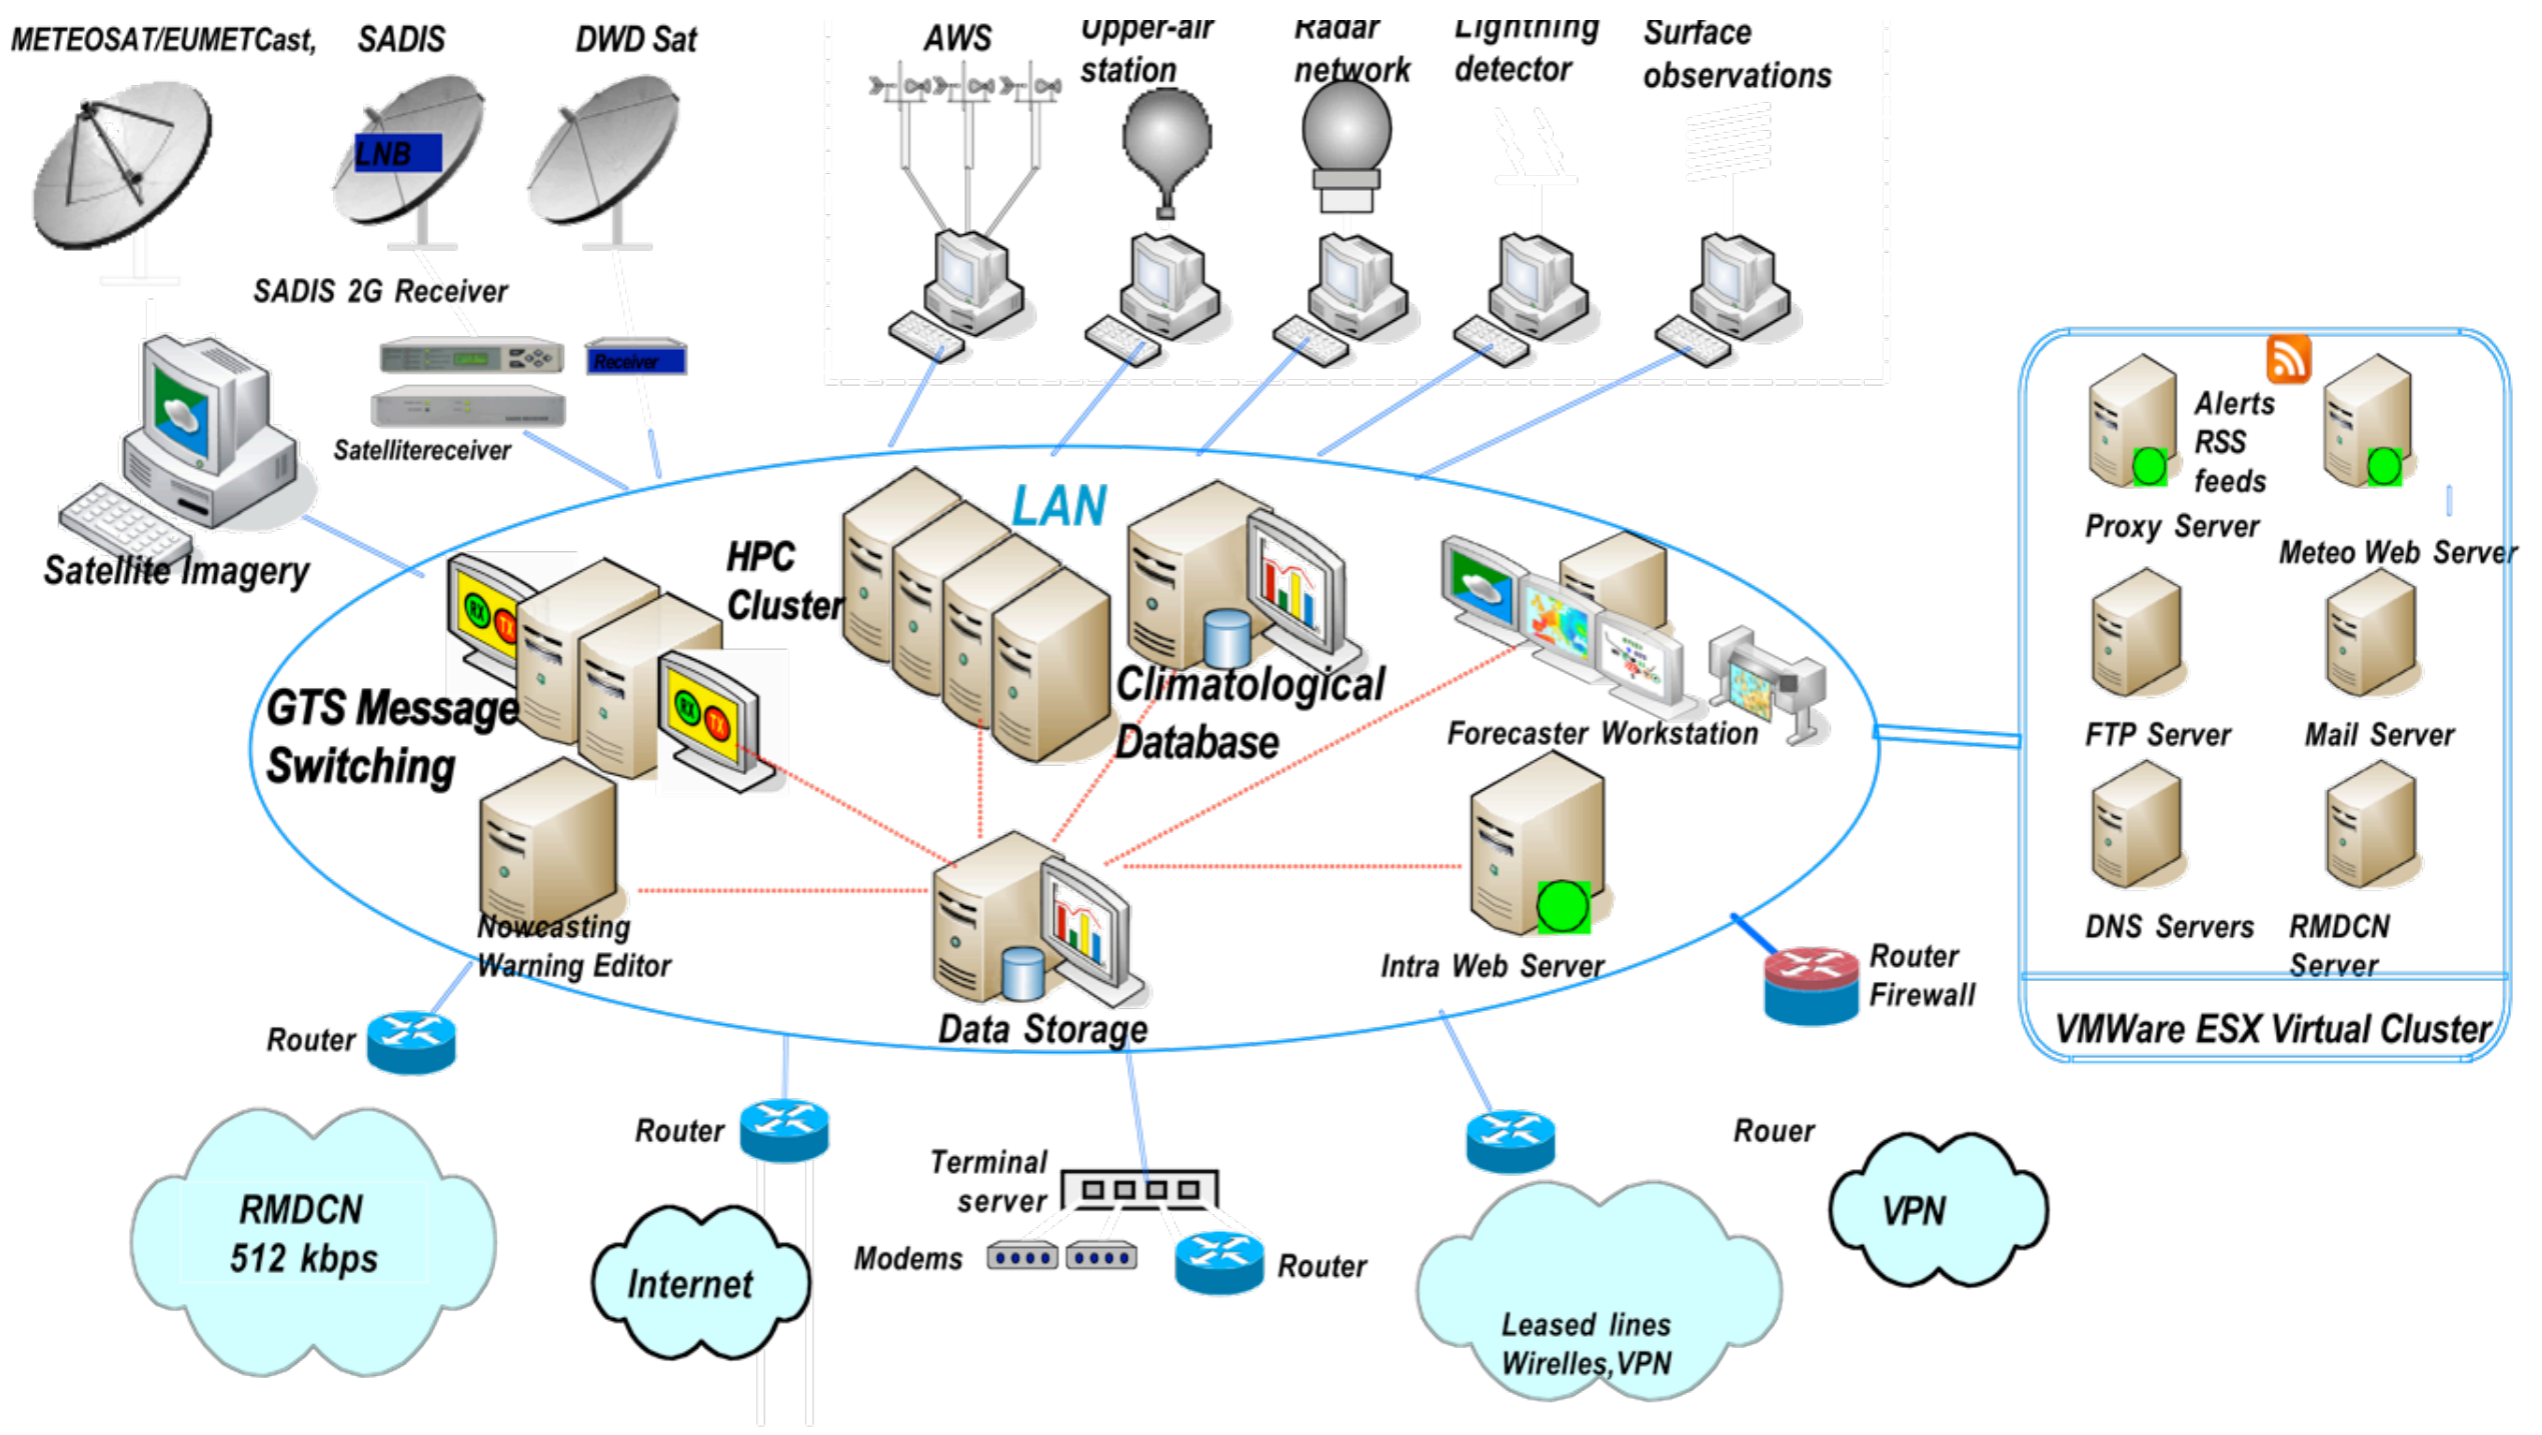 METEOSAT/EUMETCast,
SADIS
DWD Sat
AWS
Upper-air
station
Radar
network
Lightning
detector
Surface
observations
LNB
SADIS 2G Receiver
Receiver
Satellitereceiver
Satellite Imagery
LAN
HPC
Cluster
RX
TX
RX
TX
GTS Message
Switching
Climatological
Database
Forecaster Workstation
Nowcasting
Warning Editor
Data Storage
Intra Web Server
Alerts
RSS
feeds
Proxy Server
Meteo Web Server
FTP Server
Mail Server
DNS Servers
RMDCN
Server
VMWare ESX Virtual Cluster
Router
Firewall
Router
Router
Terminal
server
Modems
Router
Rouer
RMDCN
512 kbps
Internet
Leased lines
Wirelles,VPN
VPN